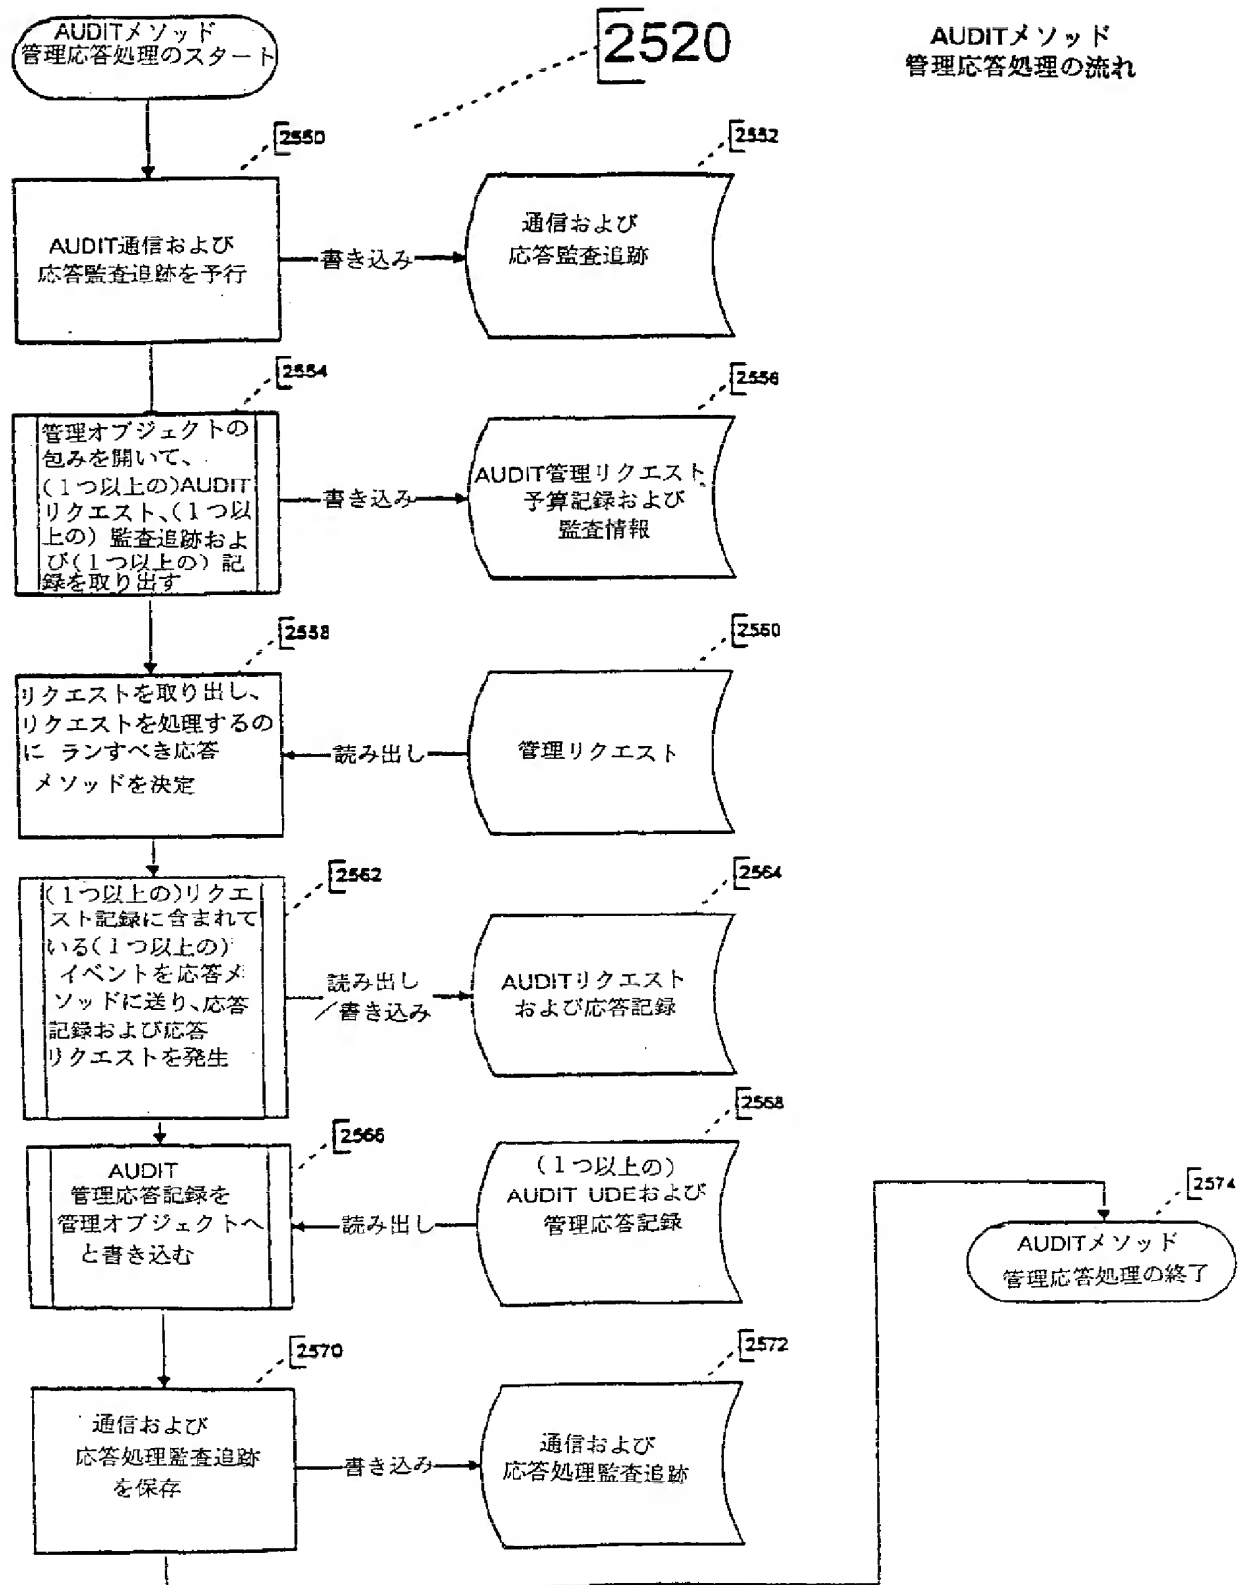 AUDITメソッド
管理応答処理のスタート
2520
AUDITメソッド
管理応答処理の流れ
2550
AUDIT通信および
応答監査追跡を予行
書き込み
2552
通信および
応答監査追跡
2554
管理オブジェクトの
包みを開いて、
(1つ以上の)AUDIT
リクエスト、(1つ以
上の) 監査追跡およ
び(1つ以上の) 記
録を取り出す
書き込み
2556
AUDIT管理リクエスト
予算記録および
監査情報
2558
リクエストを取り出し、
リクエストを処理するの
に ランすべき応答
メソッドを決定
読み出し
2560
管理リクエスト
2562
(1つ以上の)リクエ
スト記録に含まれて
いる(1つ以上の)
イベントを応答メ
ソッドに送り、応答
記録および応答
リクエストを発生
読み出し
／書き込み
2564
AUDITリクエスト
および応答記録
2566
AUDIT
管理応答記録を
管理オブジェクトへ
と書き込む
読み出し
2568
(1つ以上の)
AUDIT UDEおよび
管理応答記録
2570
通信および
応答処理監査追跡
を保存
書き込み
2572
通信および
応答処理監査追跡
2574
AUDITメソッド
管理応答処理の終了